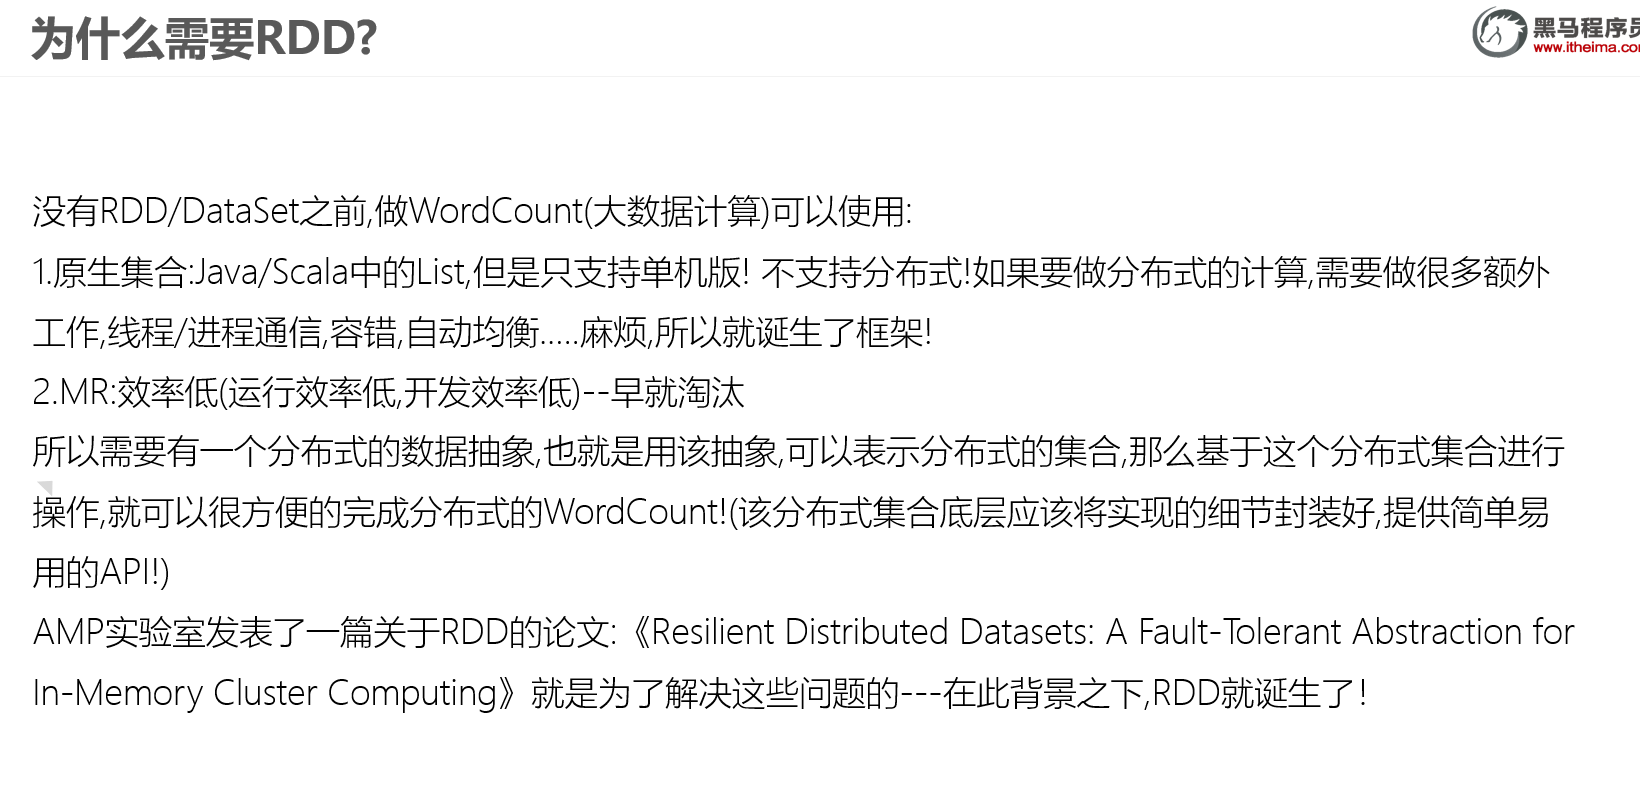 为什么需要RDD?
黑马程序员
www.itheima.com
没有RDD/DataSet之前,做WordCount(大数据计算)可以使用:
1.原生集合:Java/Scala中的List,但是只支持单机版! 不支持分布式!如果要做分布式的计算,需要做很多额外
工作,线程/进程通信,容错,自动均衡.....麻烦,所以就诞生了框架!
2.MR:效率低(运行效率低,开发效率低)--早就淘汰
所以需要有一个分布式的数据抽象,也就是用该抽象,可以表示分布式的集合,那么基于这个分布式集合进行
操作,就可以很方便的完成分布式的WordCount!(该分布式集合底层应该将实现的细节封装好,提供简单易
用的API!)
AMP实验室发表了一篇关于RDD的论文:《Resilient Distributed Datasets: A Fault-Tolerant Abstraction for
In-Memory Cluster Computing》就是为了解决这些问题的---在此背景之下,RDD就诞生了!